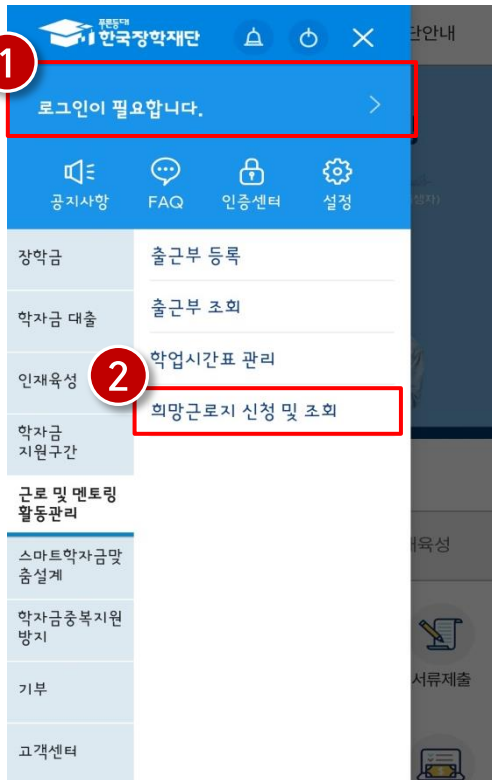 푸른등대
한국장학재단
단안내
1
로그인이 필요합니다.
공지사항
FAQ
인증센터
설정
장학금
출근부 등록
학자금 대출
출근부 조회
인재육성
학업시간표 관리
2
희망근로지 신청 및 조회
학자금
지원구간
근로 및 멘토링
활동관리
스마트학자금맞
춤설계
육성
학자금중복지원
방지
서류제출
기부
고객센터